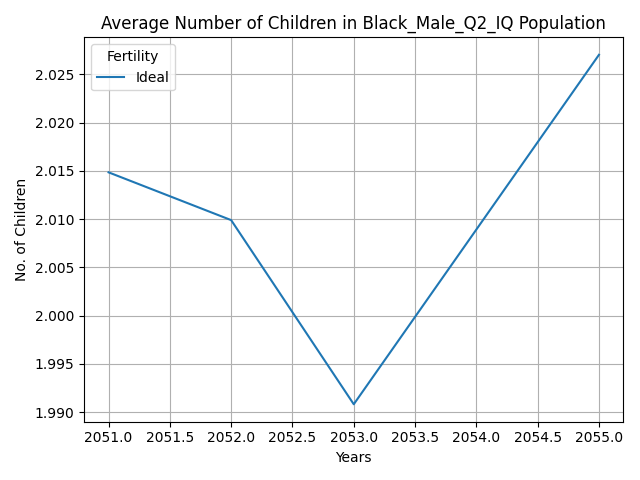 Average Number of Children in Black_Male_Q2_IQ Population
Fertility
Ideal
No. of Children
2.025
2.020
2.015
2.010
2.005
2.000
1.995
1.990
2051.0 2051.5 2052.0 2052.5 2053.0 2053.5 2054.0 2054.5 2055.0
Years